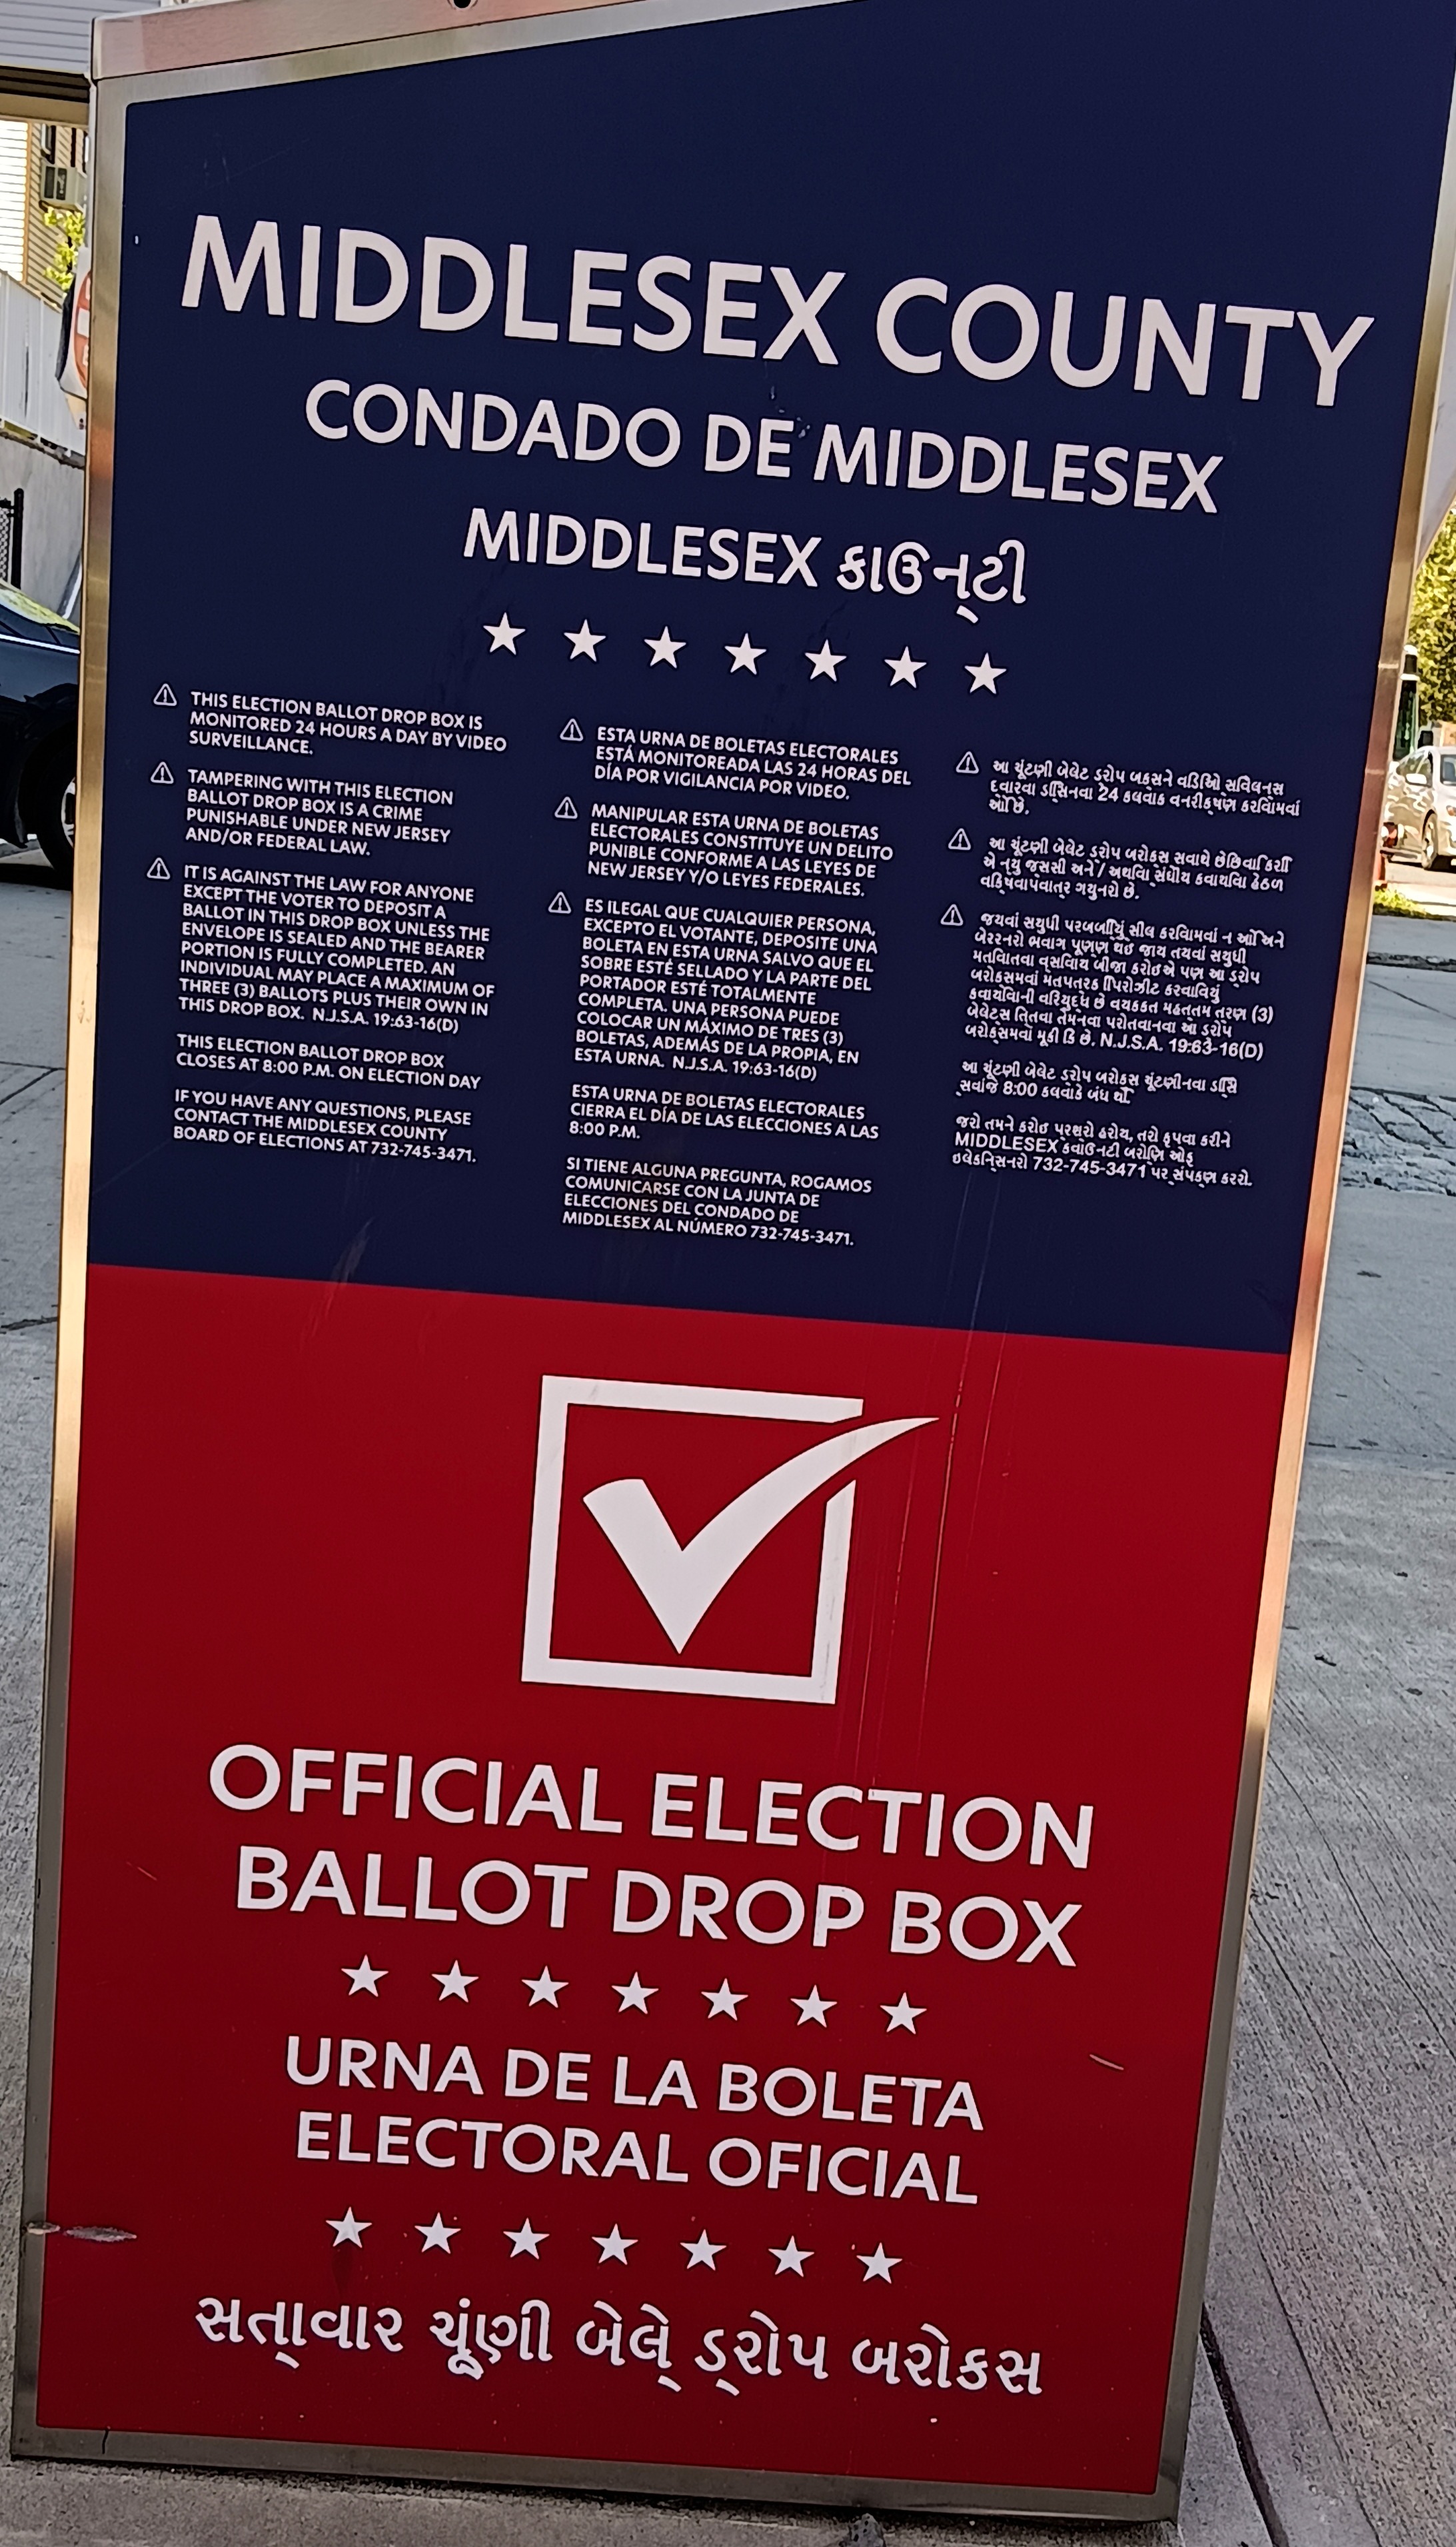 MIDDLESEX COUNTY
CONDADO DE MIDDLESEX
MIDDLESEX કાઉન્ટી
THIS ELECTION BALLOT DROP BOX IS
MONITORED 24 HOURS A DAY BY VIDEO
SURVEILLANCE.
TAMPERING WITH THIS ELECTION
BALLOT DROP BOX IS A CRIME
PUNISHABLE UNDER NEW JERSEY
AND/OR FEDERAL LAW.
IT IS AGAINST THE LAW FOR ANYONE
EXCEPT THE VOTER TO DEPOSIT A
BALLOT IN THIS DROP BOX UNLESS THE
ENVELOPE IS SEALED AND THE BEARER
PORTION IS FULLY COMPLETED. AN
INDIVIDUAL MAY PLACE A MAXIMUM OF
THREE (3) BALLOTS PLUS THEIR OWN IN
THIS DROP BOX. N.J.S.A. 19:63-16(D)
THIS ELECTION BALLOT DROP BOX
CLOSES AT 8:00 P.M. ON ELECTION DAY
IF YOU HAVE ANY QUESTIONS, PLEASE
CONTACT THE MIDDLESEX COUNTY
BOARD OF ELECTIONS AT 732-745-3471.
ESTA URNA DE BOLETAS ELECTORALES
ESTÁ MONITOREADA LAS 24 HORAS DEL
DÍA POR VIGILANCIA POR VIDEO.
MANIPULAR ESTA URNA DE BOLETAS
ELECTORALES CONSTITUYE UN DELITO
PUNIBLE CONFORME A LAS LEYES DE
NEW JERSEY Y/O LEYES FEDERALES.
ES ILEGAL QUE CUALQUIER PERSONA,
EXCEPTO EL VOTANTE, DEPOSITE UNA
BOLETA EN ESTA URNA SALVO QUE EL
SOBRE ESTÉ SELLADO Y LA PARTE DEL
PORTADOR ESTÉ TOTALMENTE
COMPLETA. UNA PERSONA PUEDE
COLOCAR UN MÁXIMO DE TRES (3)
BOLETAS, ADEMÁS DE LA PROPIA, EN
ESTA URNA. N.J.S.A. 19:63-16(D)
ESTA URNA DE BOLETAS ELECTORALES
CIERRA EL DÍA DE LAS ELECCIONES A LAS
8:00 P.M.
SI TIENE ALGUNA PREGUNTA, ROGAMOS
COMUNICARSE CON LA JUNTA DE
ELECCIONES DEL CONDADO DE
MIDDLESEX AL NÚMERO 732-745-3471.
આ ચૂંટણી બેલેટ ડ્રોપ
24
આ ચૂંટણી બેલેટ ડ્રોપ
(3)
N.J.S.A. 19:63-16(D)
આ ચૂંટણી બેલેટ ડ્રોપ
8:00
MIDDLESEX
732-745-3471 પર
OFFICIAL ELECTION
BALLOT DROP BOX
URNA DE LA BOLETA
ELECTORAL OFICIAL
સત્તાવાર ચૂંણી બેલે્ ડ્રોપ બરોકસ